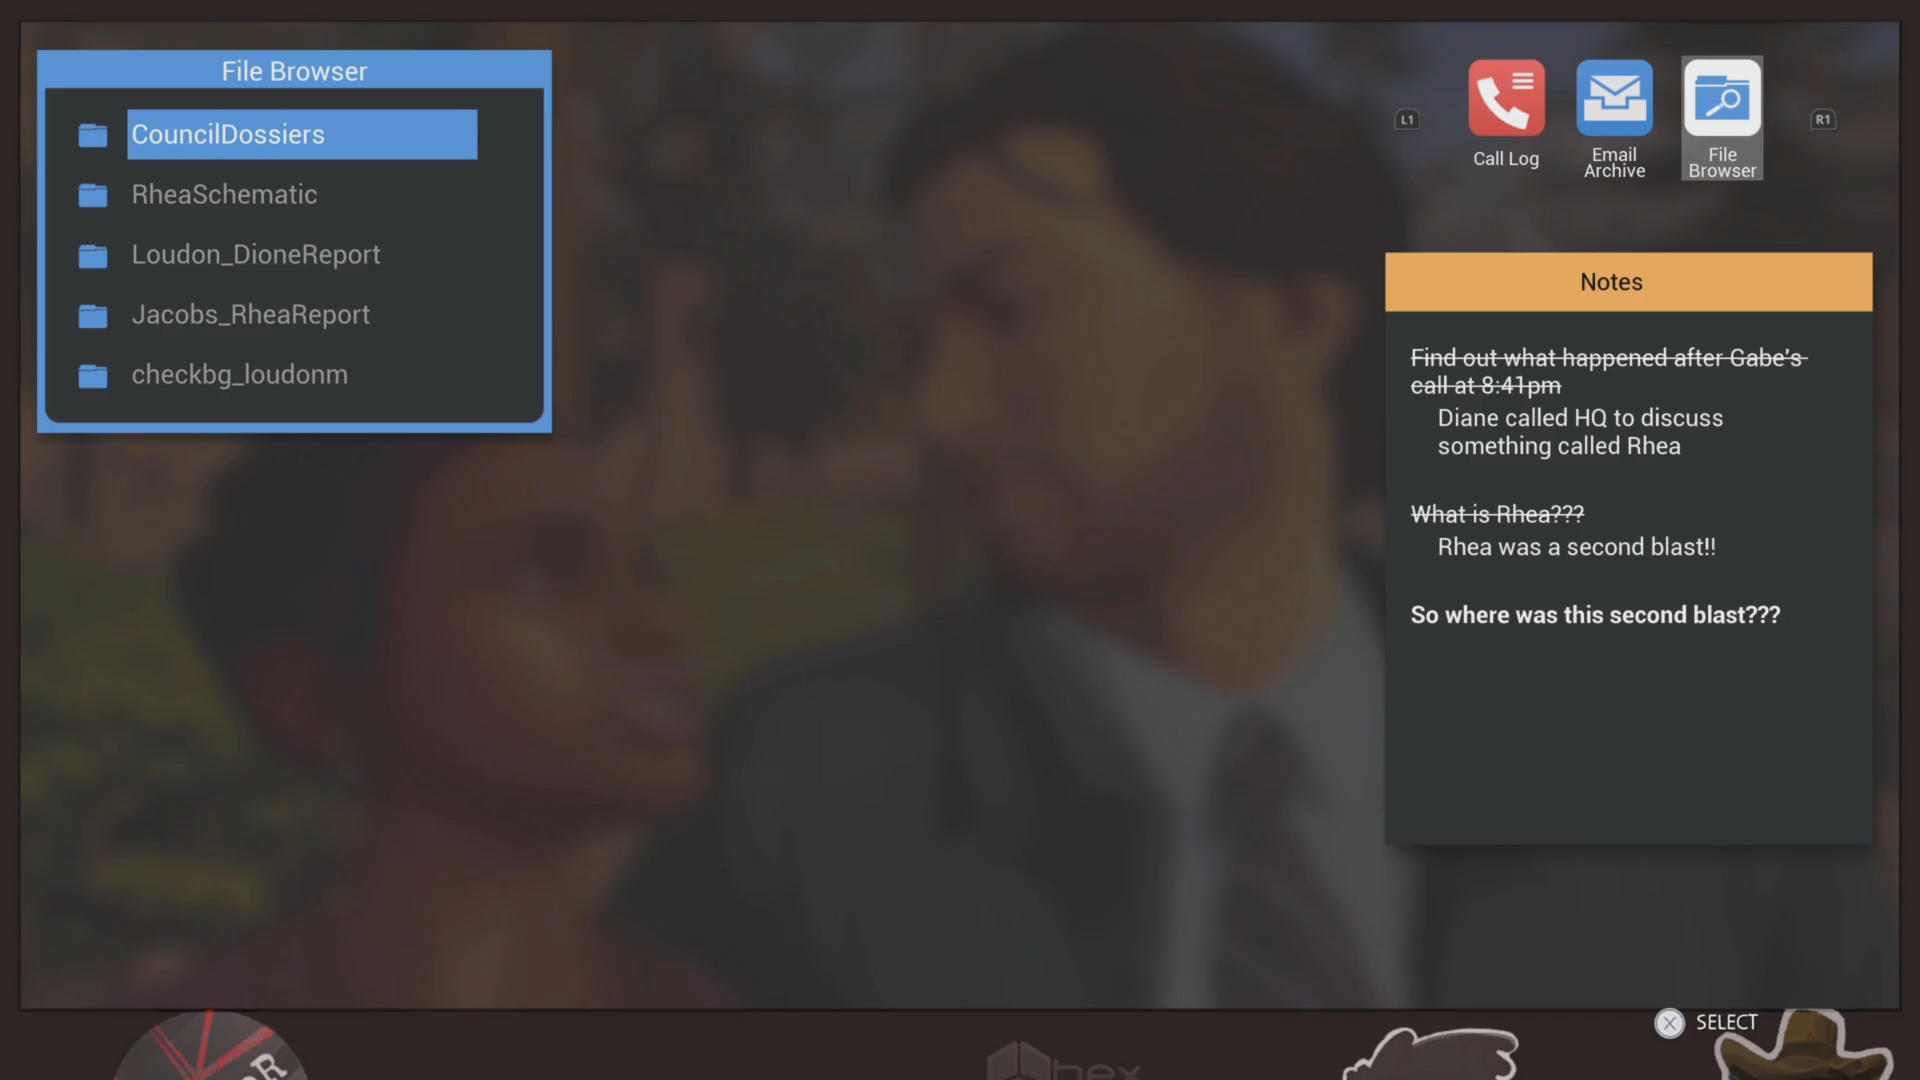 File Browser
CouncilDossiers
RheaSchematic
Loudon_DioneReport
Jacobs_RheaReport
checkbg_loudonm
L1
Call Log
Email
Archive
File
Browser
R1
Notes
Find out what happened after Gabe's
call at 8:41pm
Diane called HQ to discuss
something called Rhea
What is Rhea???
Rhea was a second blast!!
So where was this second blast???
SELECT
hex